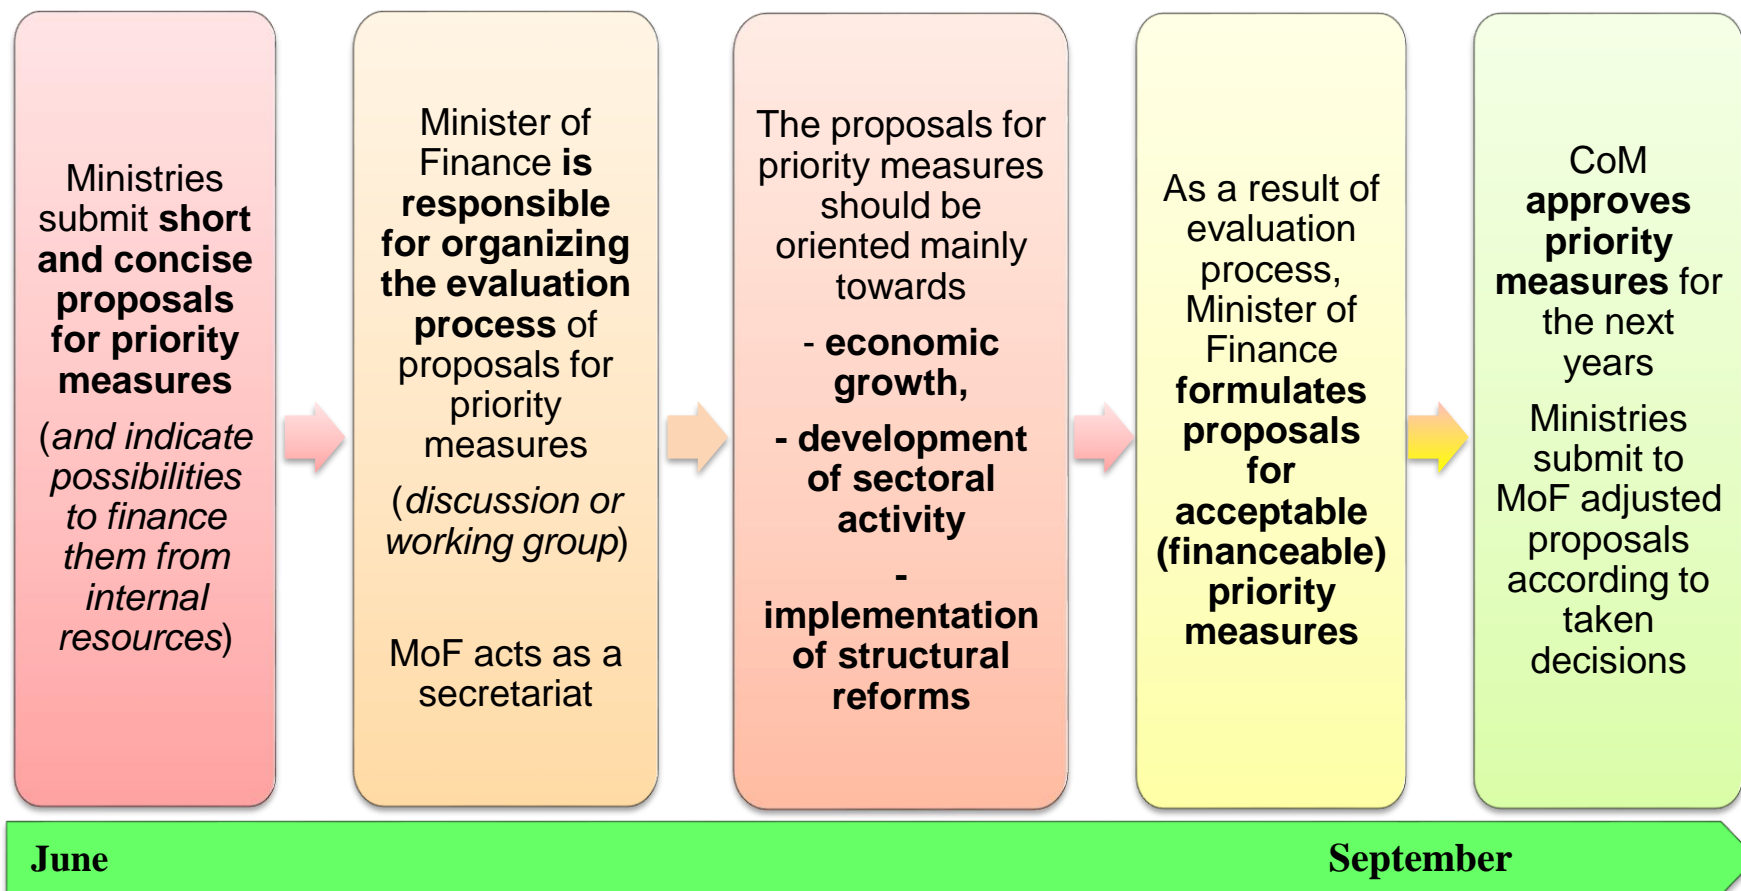 Ministries
submit short
and concise
proposals
for priority
measures
(and indicate
possibilities
to finance
them from
internal
resources)
Minister of
Finance is
responsible
for organizing
the evaluation
process of
proposals for
priority
measures
(discussion or
working group)
MoF acts as a
secretariat
The proposals for
priority measures
should be
oriented mainly
towards
- economic
growth,
- development
of sectoral
activity
-
implementation
of structural
reforms
As a result of
evaluation
process,
Minister of
Finance
formulates
proposals
for
acceptable
(financeable)
priority
measures
CoM
approves
priority
measures for
the next
years
Ministries
submit to
MoF adjusted
proposals
according to
taken
decisions
June
September